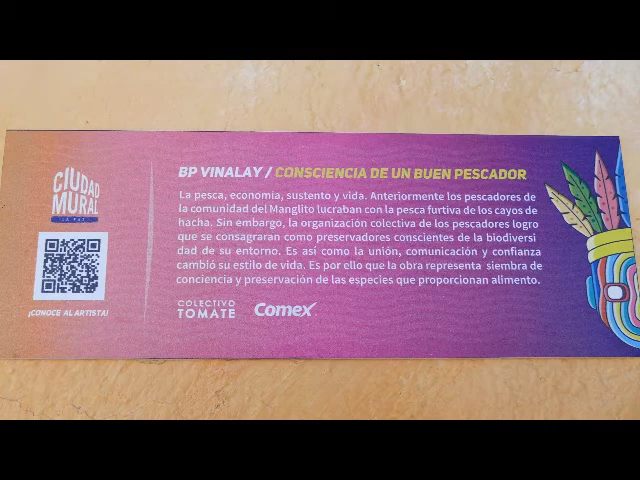 CIUDAD
MURAL
LA PAZ
¡CONOCE AL ARTISTA!
BP VINALAY / CONSCIENCIA DE UN BUEN PESCADOR
La pesca, economía, sustento y vida. Anteriormente los pescadores de
la comunidad del Manglito lucraban con la pesca furtiva de los cayos de
hacha. Sin embargo, la organización colectiva de los pescadores logro
que se consagraran como preservadores conscientes de la biodiversi
dad de su entorno. Es así como la unión, comunicación y confianza
cambió su estilo de vida. Es por ello que la obra representa siembra de
conciencia y preservación de las especies que proporcionan alimento.
COLECTIVO
TOMATE
Comex